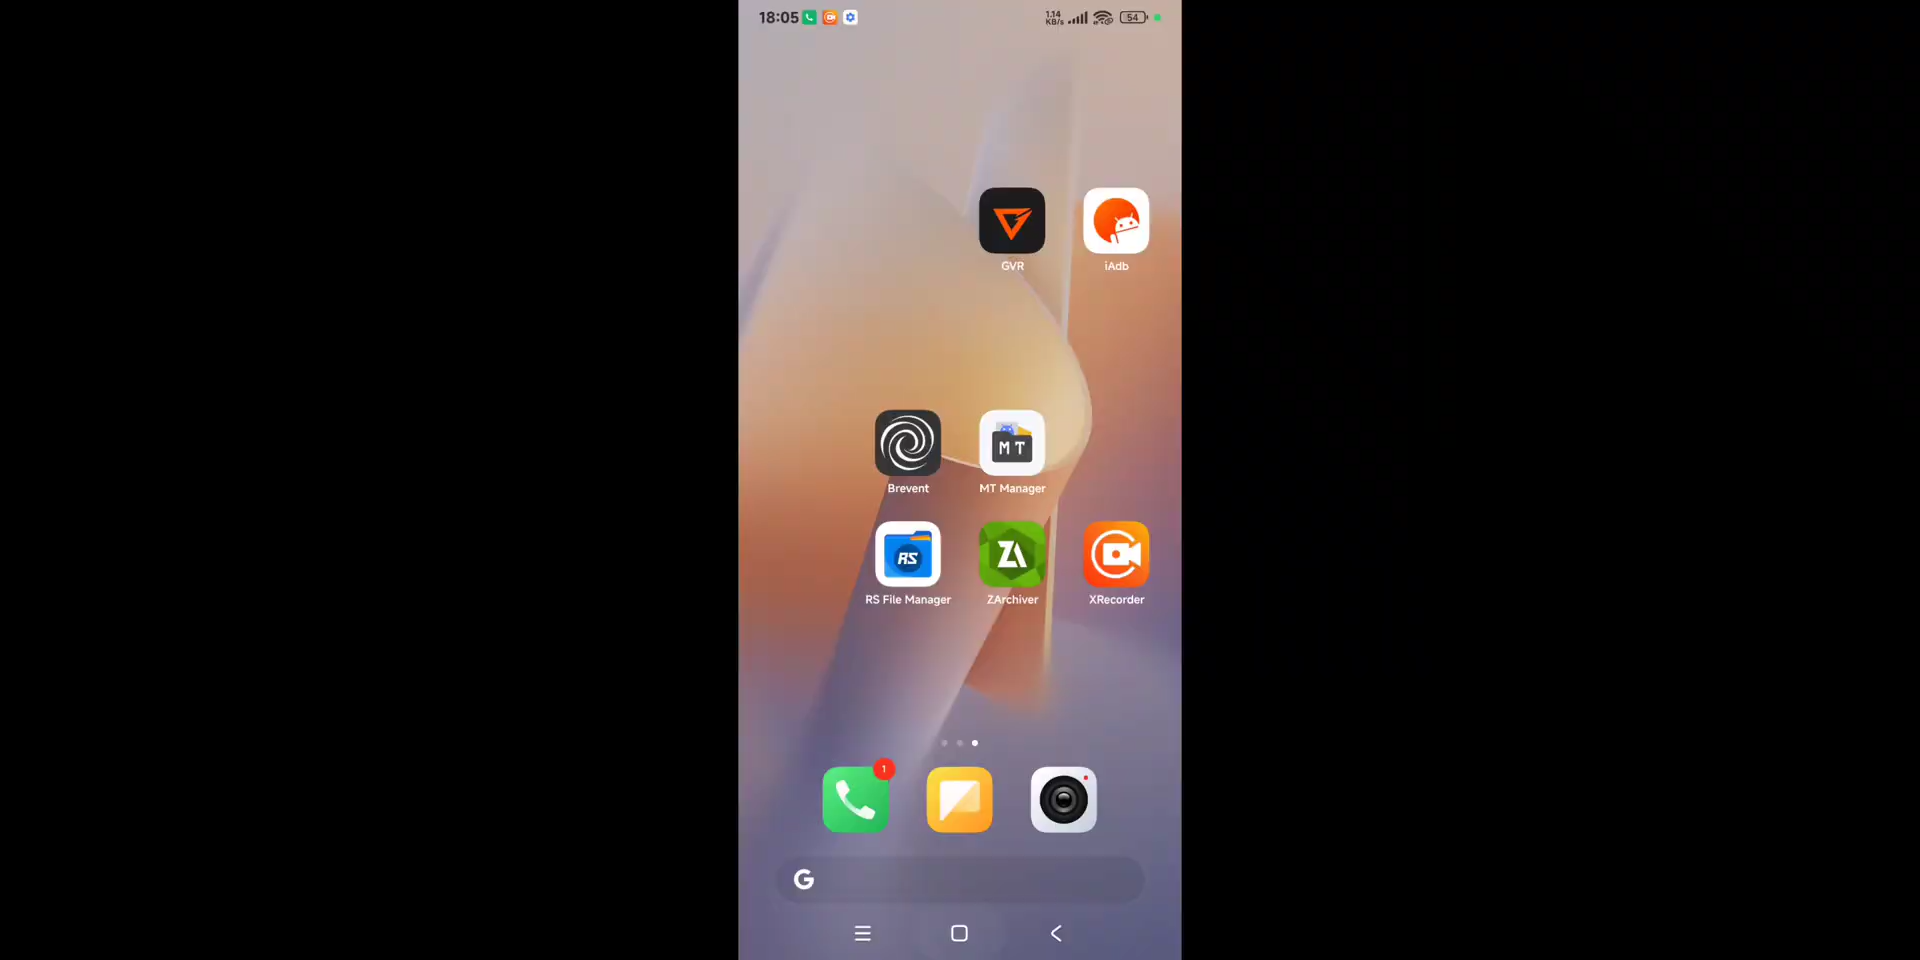 18:05
1.14
KB/s
54
GVR
iAdb
Brevent
MT
MT Manager
RS
RS File Manager
ZA
ZArchiver
XRecorder
1
G